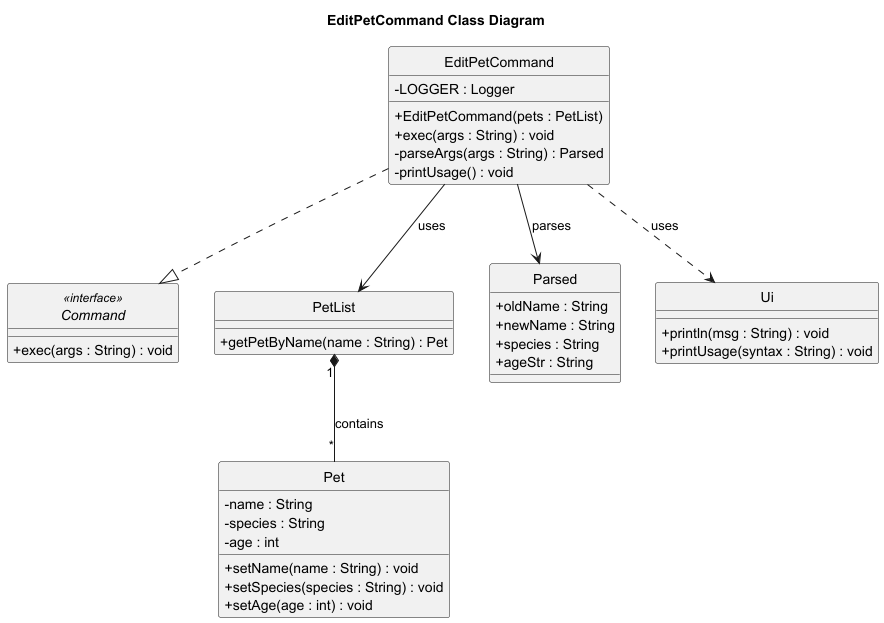 EditPetCommand Class Diagram
EditPetCommand
-LOGGER : Logger
+EditPetCommand(pets : PetList)
+exec(args : String) : void
-parseArgs(args : String) : Parsed
-printUsage() : void
uses
parses
uses
«interface»
Command
+exec(args : String) : void
PetList
+getPetByName(name : String) : Pet
Parsed
+oldName : String
+newName : String
+species : String
+ageStr : String
Ui
+println(msg : String) : void
+printUsage(syntax : String) : void
1
contains
*
Pet
-name : String
-species : String
-age : int
+setName(name : String) : void
+setSpecies(species : String) : void
+setAge(age : int) : void